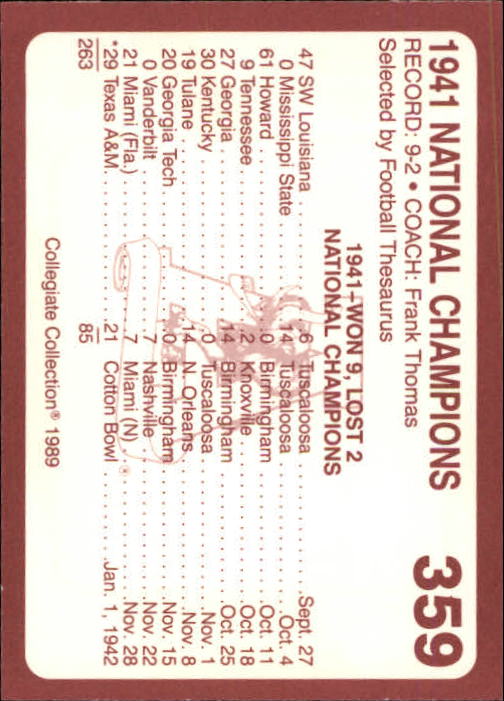 1941 NATIONAL CHAMPIONS 359
RECORD: 9-2 • COACH: Frank Thomas
Selected by Football Thesaurus
1941-WON 9, LOST 2
NATIONAL CHAMPIONS
47 SW Louisiana . . . . . . . . 6 Tuscaloosa . . . . . . . . Sept. 27
0 Mississippi State . . . . . . . . 14 Tuscaloosa . . . . . . . . Oct. 4
61 Howard . . . . . . . . 0 Birmingham . . . . . . . . Oct. 11
9 Tennessee . . . . . . . . 2 Knoxville . . . . . . . . Oct. 18
27 Georgia . . . . . . . . 14 Birmingham . . . . . . . . Oct. 25
30 Kentucky . . . . . . . . 0 Tuscaloosa . . . . . . . . Nov. 1
19 Tulane . . . . . . . . 14 N. Orleans . . . . . . . . Nov. 8
20 Georgia Tech . . . . . . . . 0 Birmingham . . . . . . . . Nov. 15
0 Vanderbilt . . . . . . . . 7 Nashville . . . . . . . . Nov. 22
21 Miami (Fla.) . . . . . . . . 7 Miami (N) . . . . . . . . Nov. 28
*29 Texas A&M . . . . . . . . 21 Cotton Bowl . . . . . . . . Jan. 1, 1942
263 85
Collegiate Collection® 1989